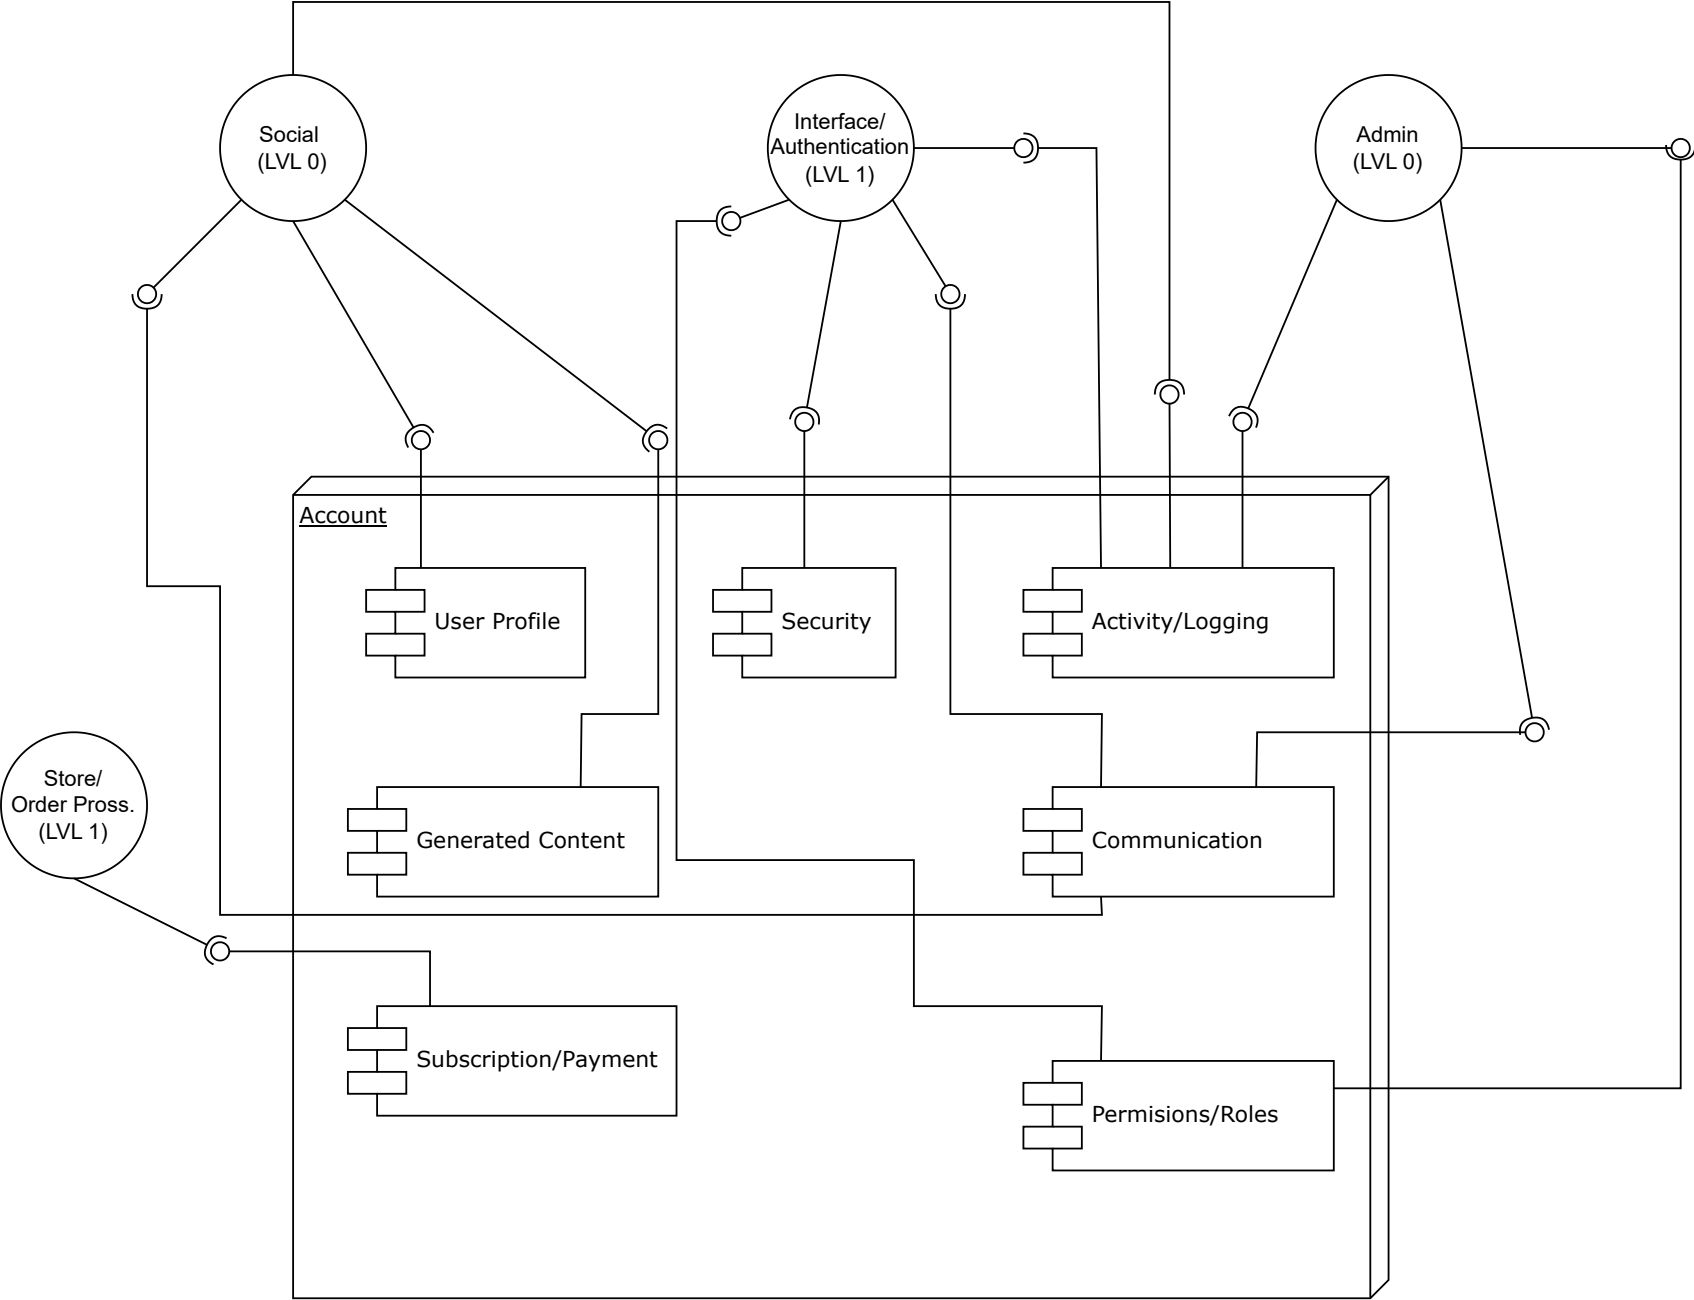 Social
(LVL 0)
Interface/
Authentication
(LVL 1)
Admin
(LVL 0)
Account
User Profile
Security
Activity/Logging
Store/
Order Pross.
(LVL 1)
Generated Content
Communication
Subscription/Payment
Permisions/Roles